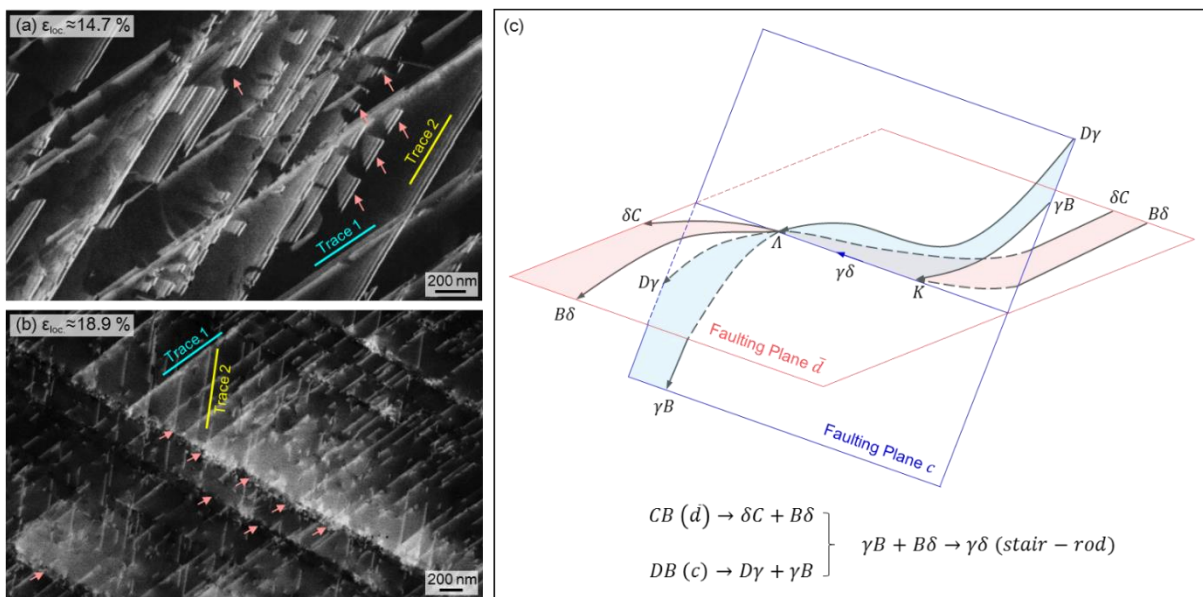 (a) ε_loc.≈14.7 %
Trace 2
Trace 1
200 nm
(b) ε_loc.≈18.9 %
Trace 1
Trace 2
200 nm
(c)
Dγ
δC
γB
δC
Bδ
Λ
γδ
K
Dγ
Bδ
Faulting Plane d̄
γB
Faulting Plane c
CB (d̄) → δC + Bδ
γB + Bδ → γδ (stair − rod)
DB (c) → Dγ + γB